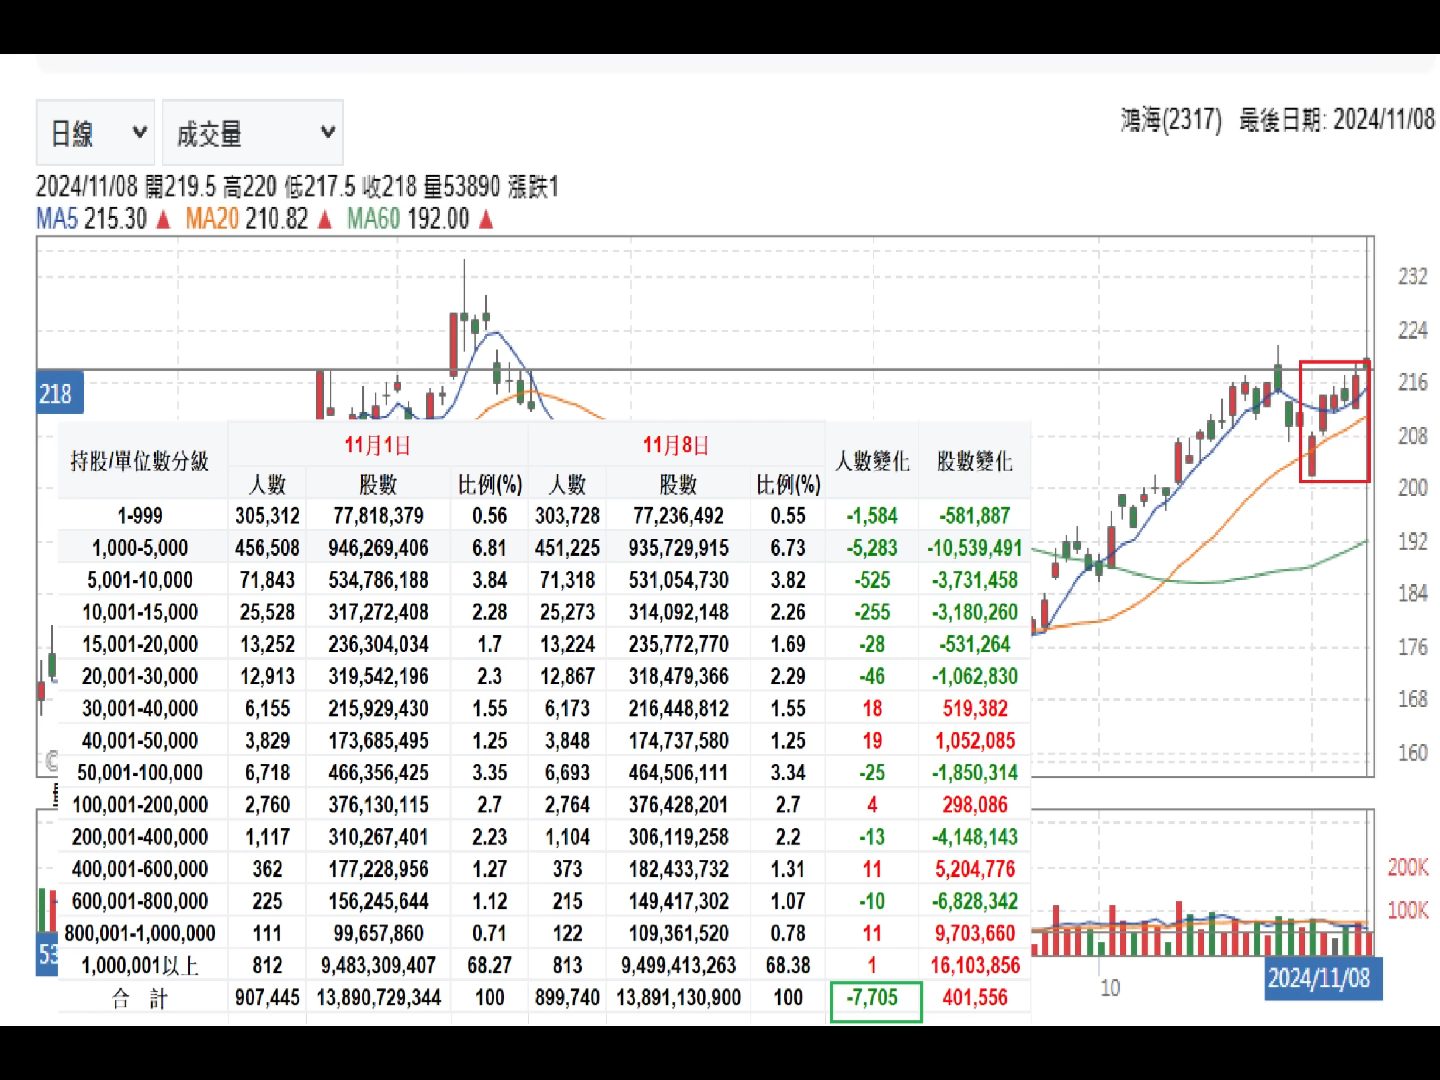 日線
成交量
鴻海(2317) 最後日期: 2024/11/08
2024/11/08 開219.5 高220 低217.5 收218 量53890 漲跌1
MA5 215.30 ▲ MA20 210.82 ▲ MA60 192.00 ▲
232
224
216
208
200
192
184
176
168
160
218
持股/單位數分級 11月1日 11月8日 人數變化 股數變化
人數 股數 比例(%) 人數 股數 比例(%)
1-999 305,312 77,818,379 0.56 303,728 77,236,492 0.55 -1,584 -581,887
1,000-5,000 456,508 946,269,406 6.81 451,225 935,729,915 6.73 -5,283 -10,539,491
5,001-10,000 71,843 534,786,188 3.84 71,318 531,054,730 3.82 -525 -3,731,458
10,001-15,000 25,528 317,272,408 2.28 25,273 314,092,148 2.26 -255 -3,180,260
15,001-20,000 13,252 236,304,034 1.7 13,224 235,772,770 1.69 -28 -531,264
20,001-30,000 12,913 319,542,196 2.3 12,867 318,479,366 2.29 -46 -1,062,830
30,001-40,000 6,155 215,929,430 1.55 6,173 216,448,812 1.55 18 519,382
40,001-50,000 3,829 173,685,495 1.25 3,848 174,737,580 1.25 19 1,052,085
50,001-100,000 6,718 466,356,425 3.35 6,693 464,506,111 3.34 -25 -1,850,314
100,001-200,000 2,760 376,130,115 2.7 2,764 376,428,201 2.7 4 298,086
200,001-400,000 1,117 310,267,401 2.23 1,104 306,119,258 2.2 -13 -4,148,143
400,001-600,000 362 177,228,956 1.27 373 182,433,732 1.31 11 5,204,776
600,001-800,000 225 156,245,644 1.12 215 149,417,302 1.07 -10 -6,828,342
800,001-1,000,000 111 99,657,860 0.71 122 109,361,520 0.78 11 9,703,660
1,000,001以上 812 9,483,309,407 68.27 813 9,499,413,263 68.38 1 16,103,856
合 計 907,445 13,890,729,344 100 899,740 13,891,130,900 100 -7,705 401,556
200K
100K
53
10
2024/11/08